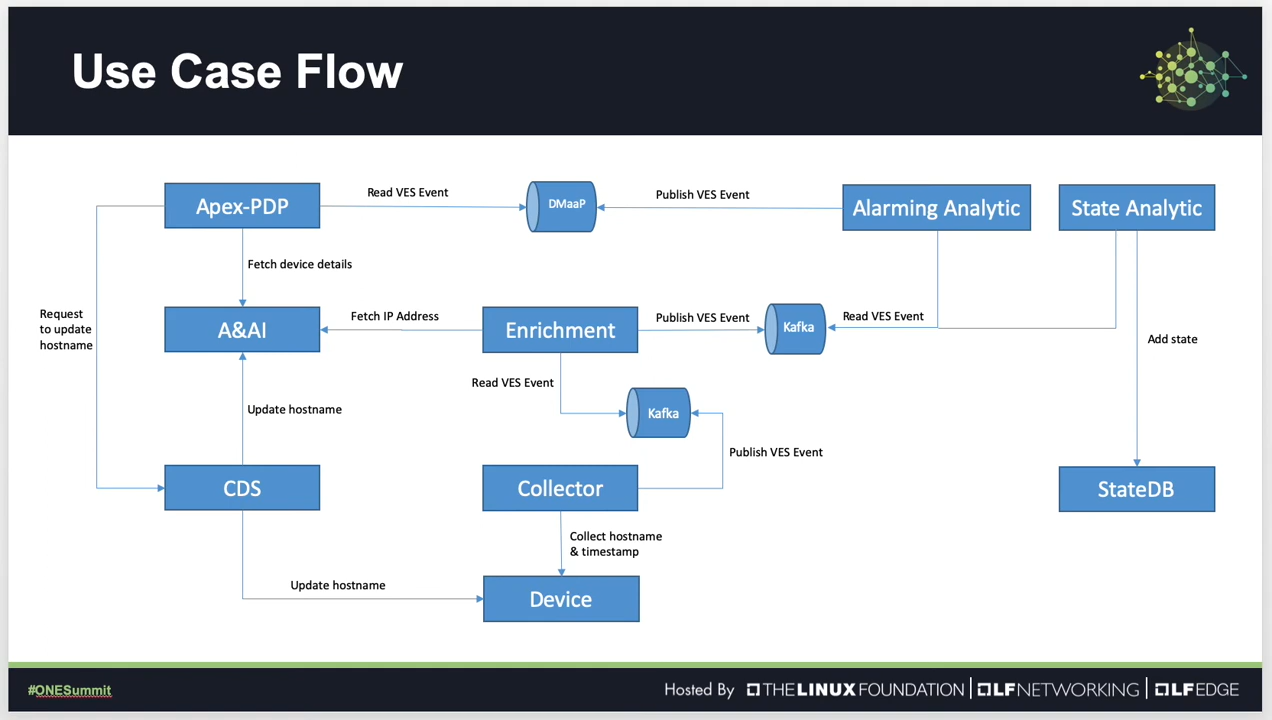 Use Case Flow
Apex-PDP
Read VES Event
DMaaP
Publish VES Event
Alarming Analytic
State Analytic
Fetch device details
Request
to update
hostname
A&AI
Fetch IP Address
Enrichment
Publish VES Event
Kafka
Read VES Event
Add state
Read VES Event
Kafka
Update hostname
Publish VES Event
CDS
Collector
StateDB
Collect hostname
& timestamp
Update hostname
Device
#ONESummit
Hosted By THE LINUX FOUNDATION LF NETWORKING LF EDGE